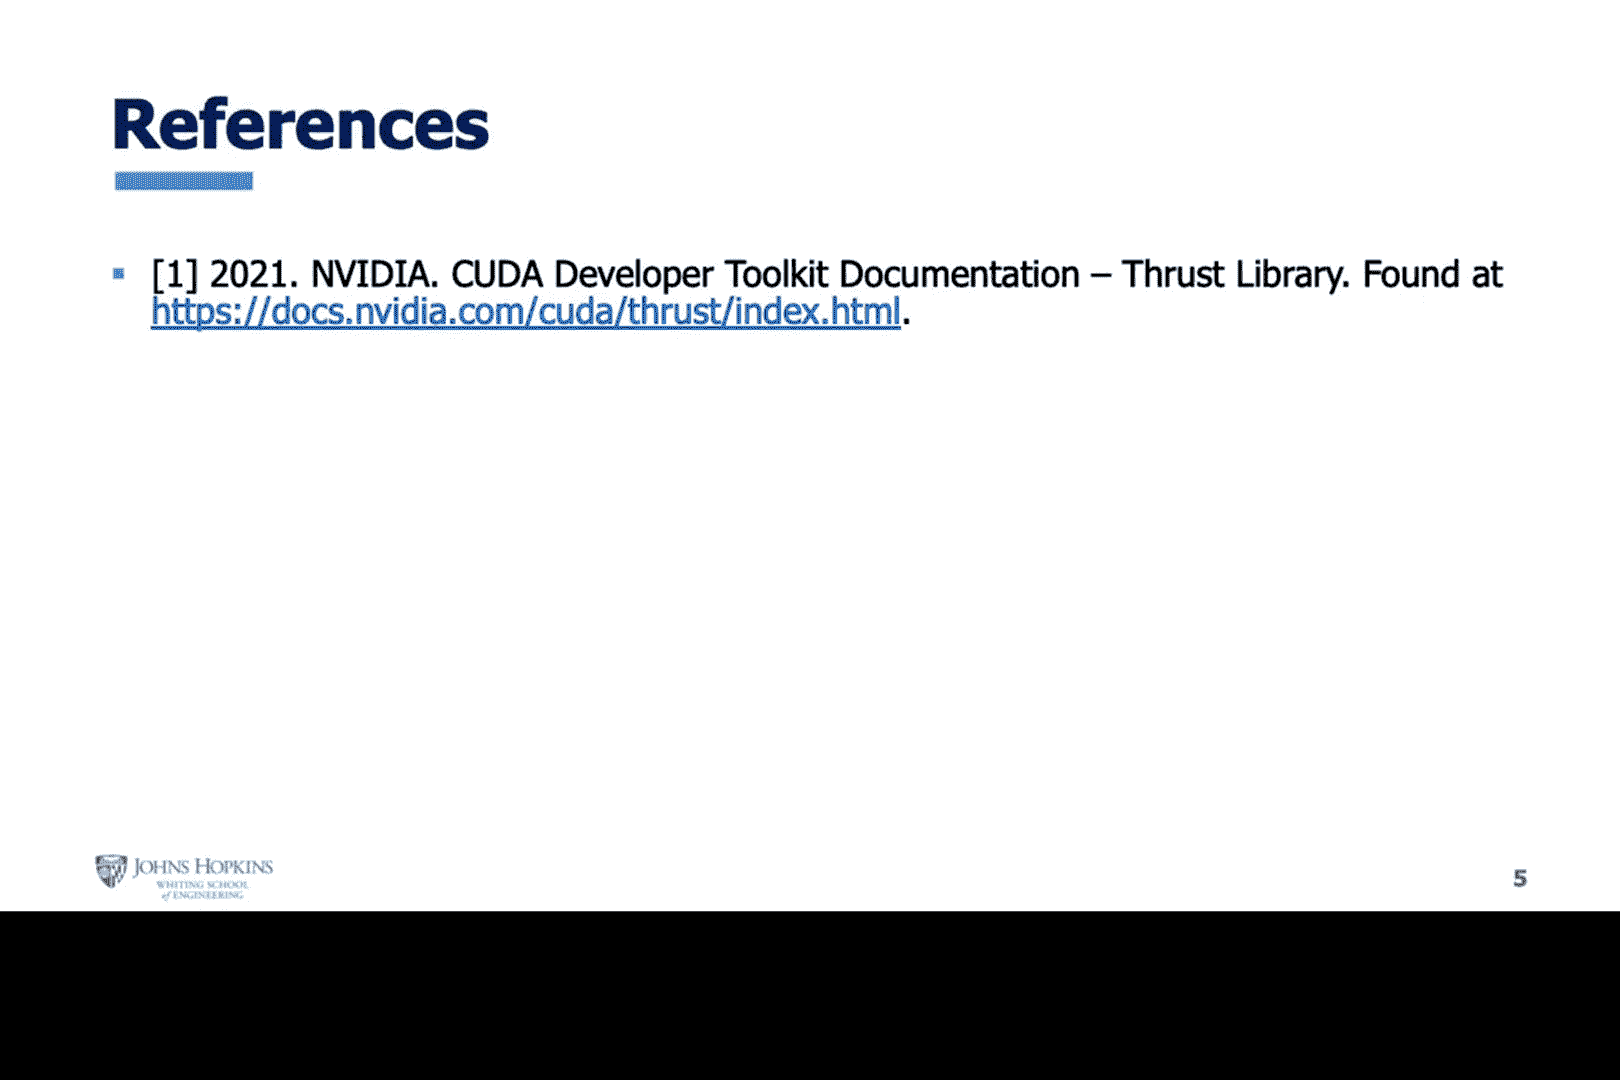 References
[1] 2021. NVIDIA. CUDA Developer Toolkit Documentation – Thrust Library. Found at
https://docs.nvidia.com/cuda/thrust/index.html.
JOHNS HOPKINS
WHITING SCHOOL
of ENGINEERING
5